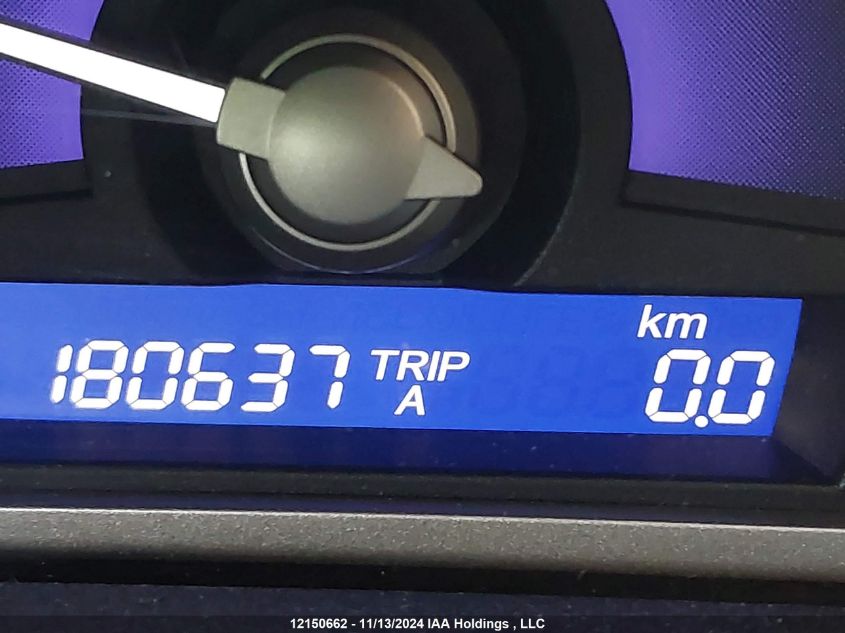 km
180637 TRIP A 0.0
12150662 - 11/13/2024 IAA Holdings , LLC